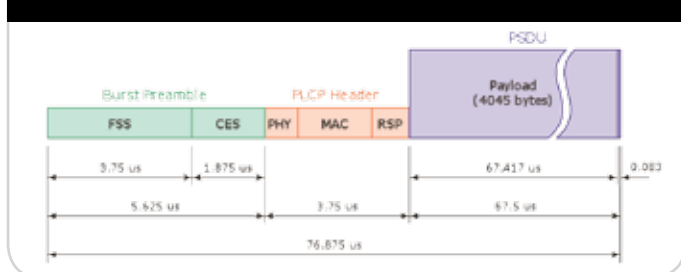 PSDU
Burst Preamble
PLCP Header
Payload
(4045 bytes)
FSS CES PHY MAC RSP
3.75 us 1.875 us 67.417 us 0.083
5.625 us 3.75 us 67.5 us
76.875 us